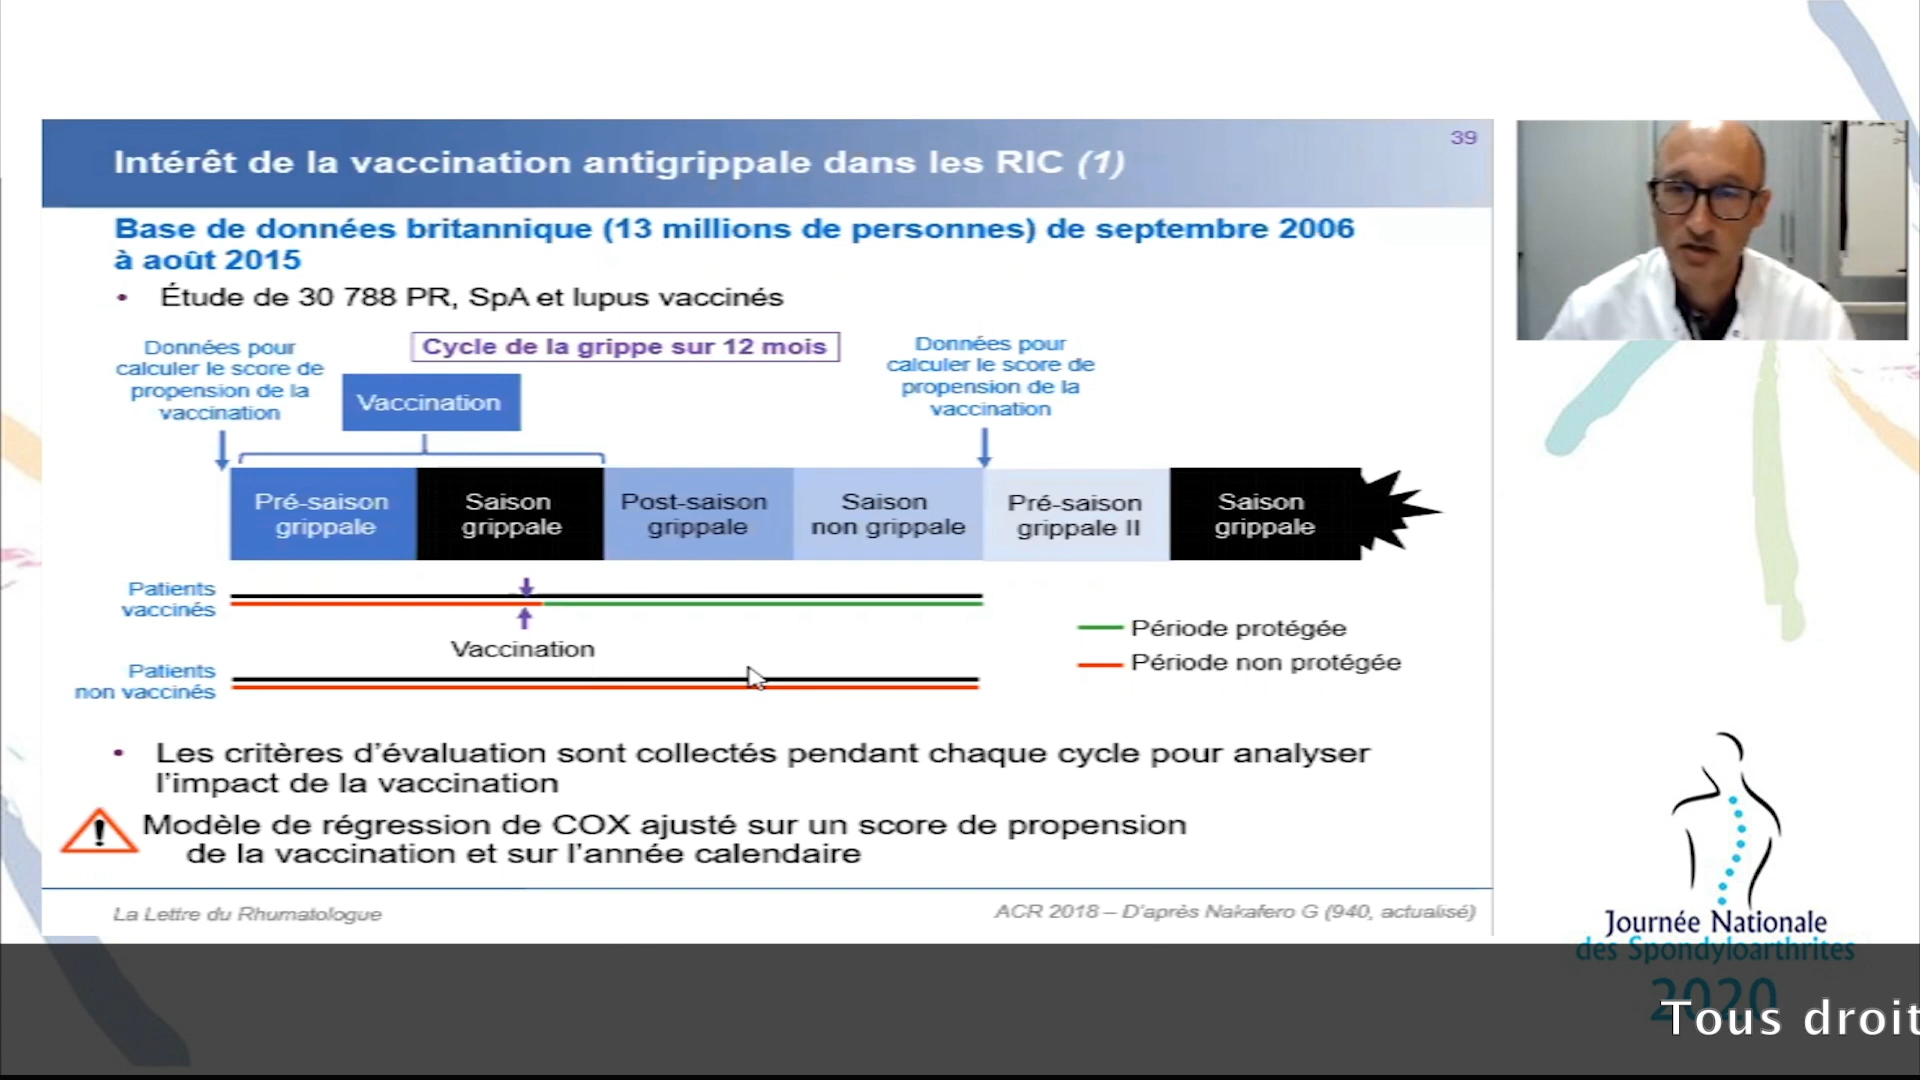 39
Intérêt de la vaccination antigrippale dans les RIC (1)
Base de données britannique (13 millions de personnes) de septembre 2006
à août 2015
• Étude de 30 788 PR, SpA et lupus vaccinés
Données pour
calculer le score de
propension de la
vaccination
Cycle de la grippe sur 12 mois
Données pour
calculer le score de
propension de la
vaccination
Vaccination
Pré-saison
grippale
Saison
grippale
Post-saison
grippale
Saison
non grippale
Pré-saison
grippale II
Saison
grippale
Patients
vaccinés
Vaccination
Patients
non vaccinés
Période protégée
Période non protégée
• Les critères d’évaluation sont collectés pendant chaque cycle pour analyser
l’impact de la vaccination
! Modèle de régression de COX ajusté sur un score de propension
de la vaccination et sur l’année calendaire
La Lettre du Rhumatologue
ACR 2018 – D’après Nakafero G (940, actualisé)
Journée Nationale
des Spondyloarthrites
2020
Tous droit